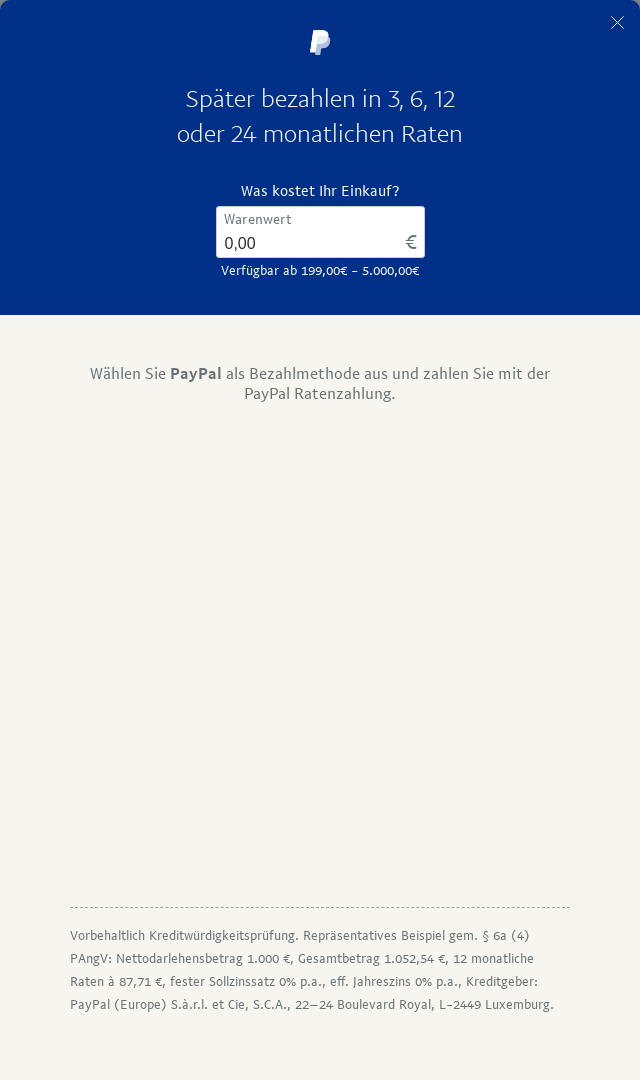 Später bezahlen in 3, 6, 12
oder 24 monatlichen Raten
Was kostet Ihr Einkauf?
Warenwert
0,00 €
Verfügbar ab 199,00€ - 5.000,00€
Wählen Sie PayPal als Bezahlmethode aus und zahlen Sie mit der
PayPal Ratenzahlung.
Vorbehaltlich Kreditwürdigkeitsprüfung. Repräsentatives Beispiel gem. § 6a (4)
PAngV: Nettodarlehensbetrag 1.000 €, Gesamtbetrag 1.052,54 €, 12 monatliche
Raten à 87,71 €, fester Sollzinssatz 0% p.a., eff. Jahreszins 0% p.a., Kreditgeber:
PayPal (Europe) S.à.r.l. et Cie, S.C.A., 22–24 Boulevard Royal, L-2449 Luxemburg.